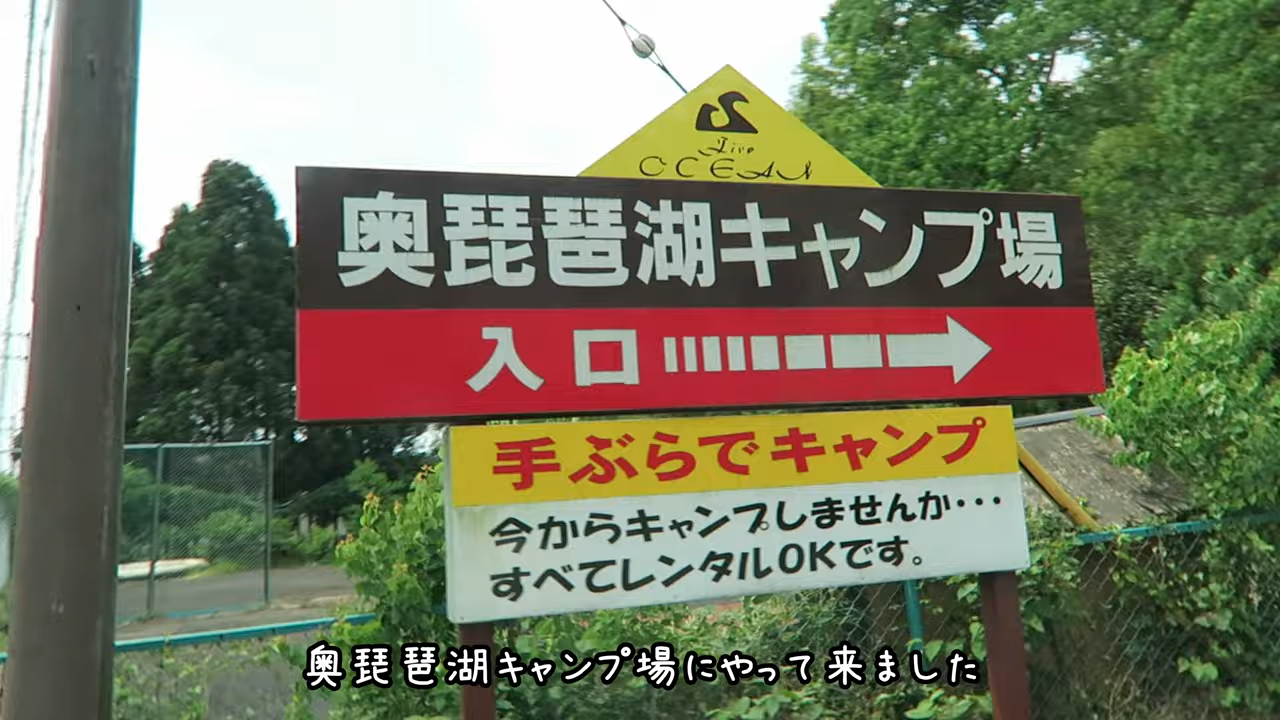 Live
OCEAN
奥琵琶湖キャンプ場
入口
手ぶらでキャンプ
今からキャンプしませんか・・・
すべてレンタルOKです。
奥琵琶湖キャンプ場にやって来ました